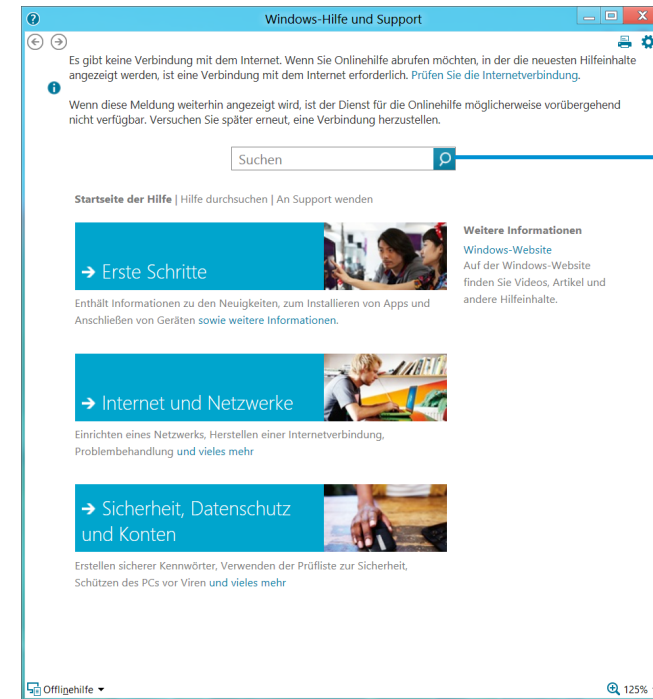 Windows-Hilfe und Support
Es gibt keine Verbindung mit dem Internet. Wenn Sie Onlinehilfe abrufen möchten, in der die neuesten Hilfeinhalte
angezeigt werden, ist eine Verbindung mit dem Internet erforderlich. Prüfen Sie die Internetverbindung.
Wenn diese Meldung weiterhin angezeigt wird, ist der Dienst für die Onlinehilfe möglicherweise vorübergehend
nicht verfügbar. Versuchen Sie später erneut, eine Verbindung herzustellen.
Suchen
Startseite der Hilfe | Hilfe durchsuchen | An Support wenden
Erste Schritte
Enthält Informationen zu den Neuigkeiten, zum Installieren von Apps und
Anschließen von Geräten sowie weitere Informationen.
Weitere Informationen
Windows-Website
Auf der Windows-Website
finden Sie Videos, Artikel und
andere Hilfeinhalte.
Internet und Netzwerke
Einrichten eines Netzwerks, Herstellen einer Internetverbindung,
Problembehandlung und vieles mehr
Sicherheit, Datenschutz
und Konten
Erstellen sicherer Kennwörter, Verwenden der Prüfliste zur Sicherheit,
Schützen des PCs vor Viren und vieles mehr
Offlinehilfe
125%